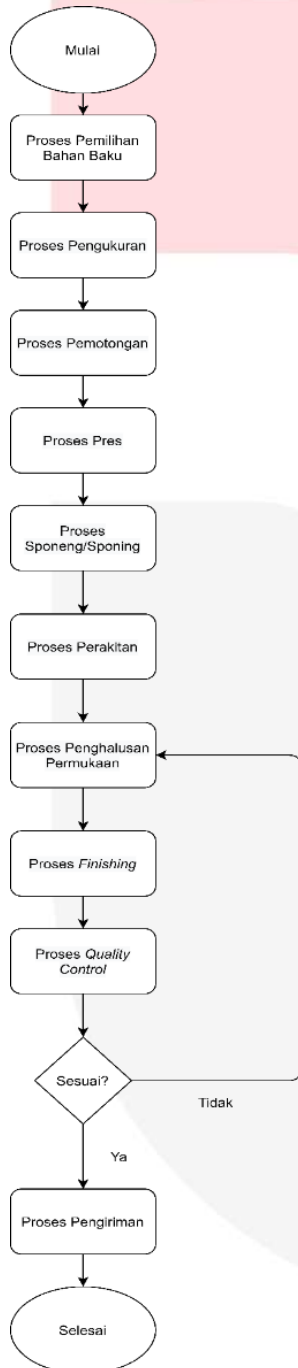 Mulai
Proses Pemilihan
Bahan Baku
Proses Pengukuran
Proses Pemotongan
Proses Pres
Proses
Sponeng/Sponing
Proses Perakitan
Proses Penghalusan
Permukaan
Proses Finishing
Proses Quality
Control
Sesuai?
Tidak
Ya
Proses Pengiriman
Selesai